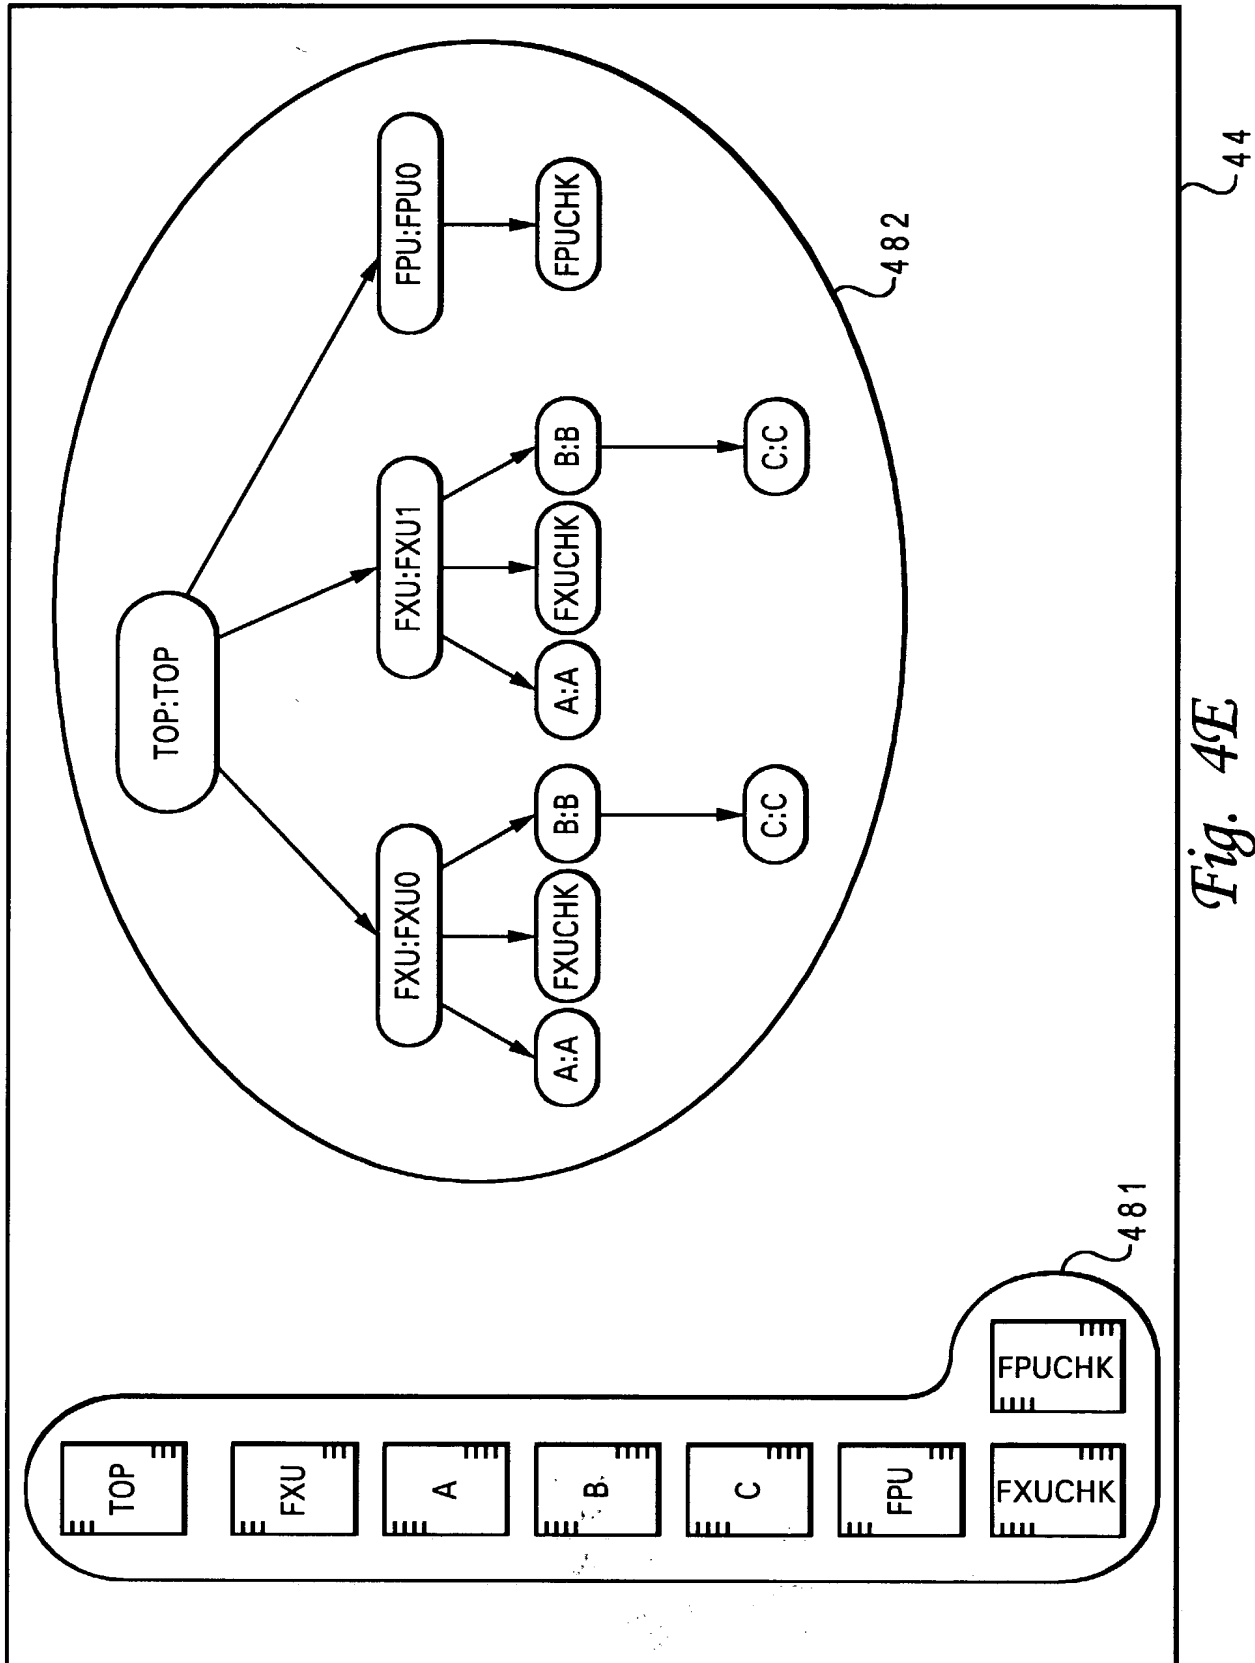 TOP
FXU
A
B
C
FPU
FXUCHK
FPUCHK
481
TOP:TOP
FXU:FXU0
FXU:FXU1
FPU:FPU0
A:A
FXUCHK
B:B
A:A
FXUCHK
B:B
FPUCHK
C:C
C:C
482
44
Fig. 4E